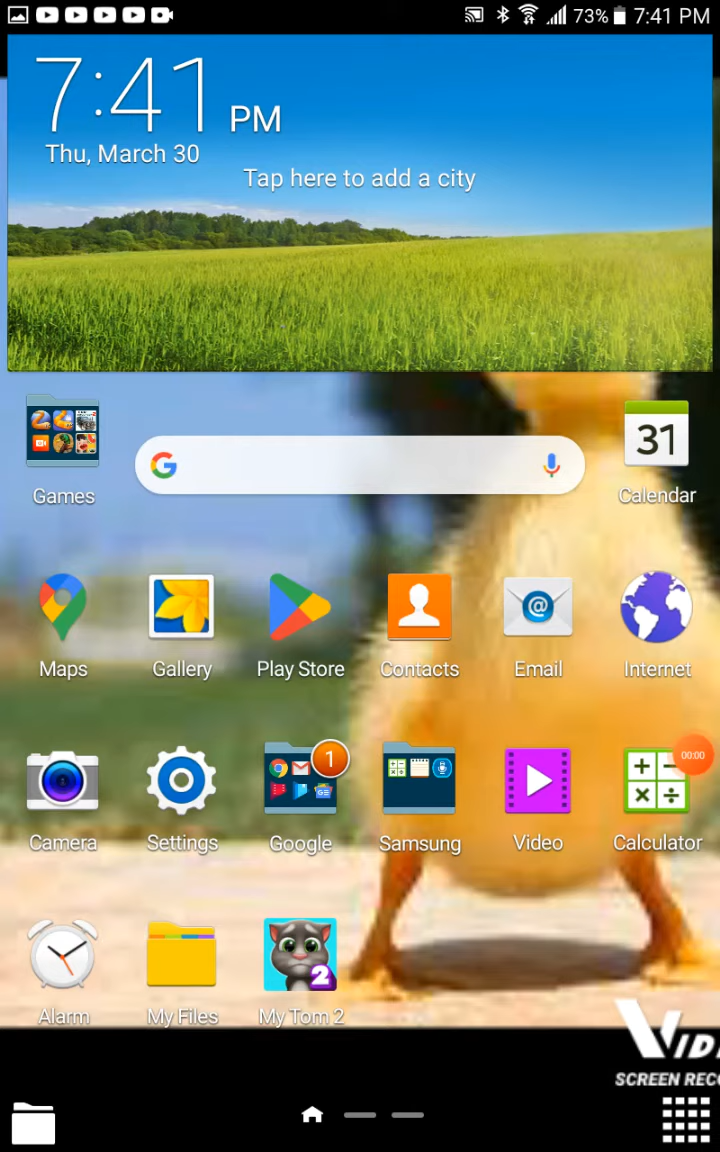 73% 7:41 PM
7:41 PM
Thu, March 30
Tap here to add a city
Games
31
Calendar
Maps
Gallery
Play Store
Contacts
Email
Internet
1
00:00
Camera
Settings
Google
Samsung
Video
Calculator
2
Alarm
My Files
My Tom 2
VID
SCREEN REC